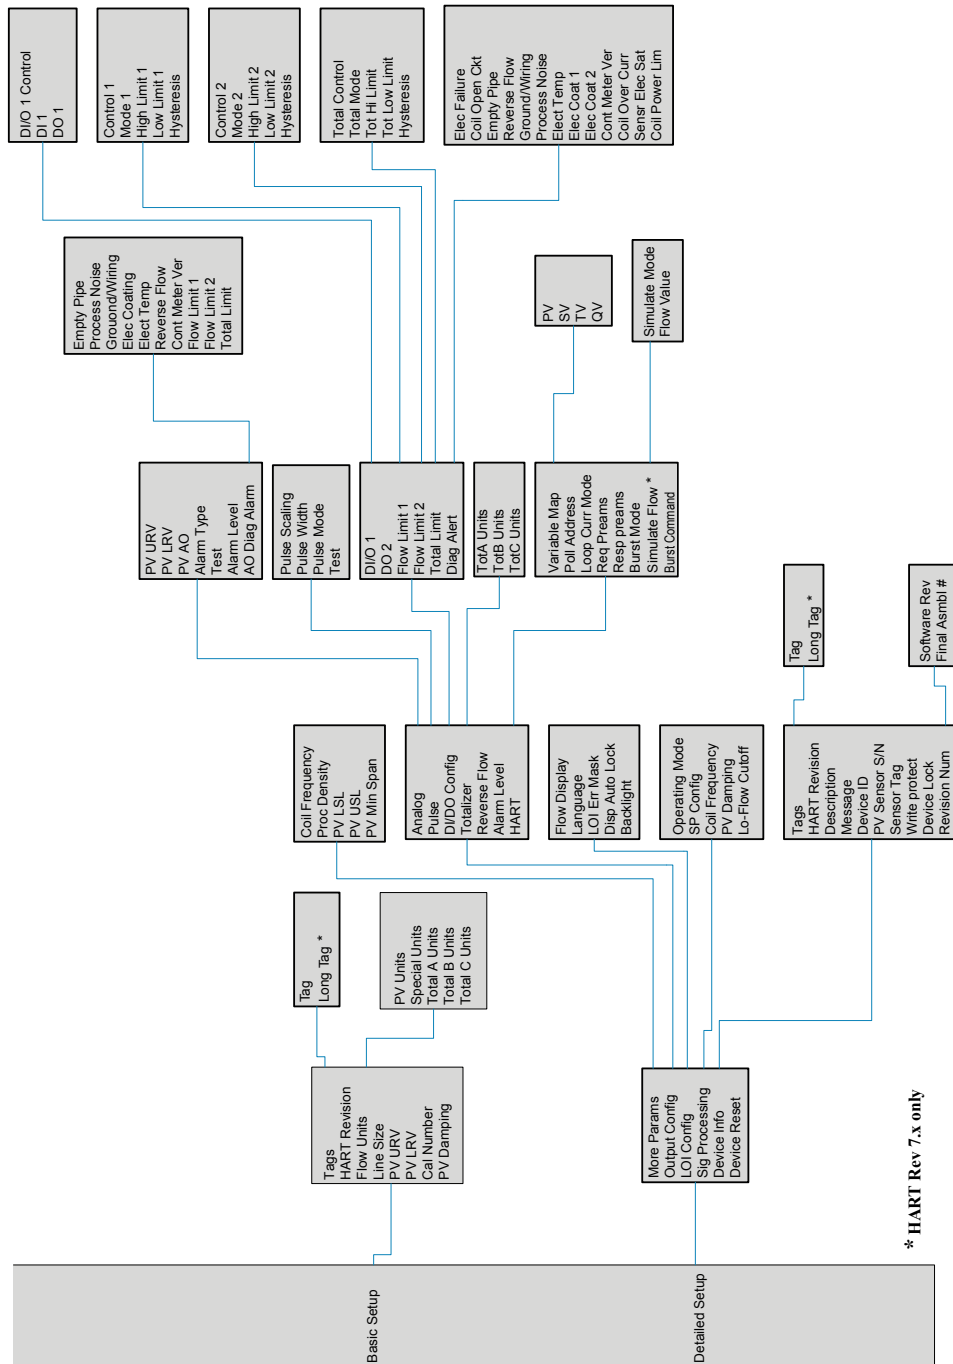 Basic Setup
Tags
HART Revision
Flow Units
Line Size
PV URV
PV LRV
Cal Number
PV Damping
Tag
Long Tag *
PV Units
Special Units
Total A Units
Total B Units
Total C Units
Detailed Setup
More Params
Output Config
LOI Config
Sig Processing
Device Info
Device Reset
Coil Frequency
Proc Density
PV LSL
PV USL
PV Min Span
Analog
Pulse
DI/DO Config
Totalizer
Reverse Flow
Alarm Level
HART
Flow Display
Language
LOI Err Mask
Disp Auto Lock
Backlight
Operating Mode
SP Config
Coil Frequency
PV Damping
Lo-Flow Cutoff
Tags
HART Revision
Description
Message
Device ID
PV Sensor S/N
Sensor Tag
Write protect
Device Lock
Revision Num
PV URV
PV LRV
PV AO
Alarm Type
Test
Alarm Level
AO Diag Alarm
Pulse Scaling
Pulse Width
Pulse Mode
Test
DI/O 1
DO 2
Flow Limit 1
Flow Limit 2
Total Limit
Diag Alert
TotA Units
TotB Units
TotC Units
Variable Map
Poll Address
Loop Curr Mode
Req Preams
Resp preams
Burst Mode
Simulate Flow *
Burst Command
Tag
Long Tag *
Software Rev
Final Asmbl #
Empty Pipe
Process Noise
Grouond/Wiring
Elec Coating
Elect Temp
Reverse Flow
Cont Meter Ver
Flow Limit 1
Flow Limit 2
Total Limit
PV
SV
TV
QV
Simulate Mode
Flow Value
DI/O 1 Control
DI 1
DO 1
Control 1
Mode 1
High Limit 1
Low Limit 1
Hysteresis
Control 2
Mode 2
High Limit 2
Low Limit 2
Hysteresis
Total Control
Total Mode
Tot Hi Limit
Tot Low Limit
Hysteresis
Elec Failure
Coil Open Ckt
Empty Pipe
Reverse Flow
Ground/Wiring
Process Noise
Elect Temp
Elec Coat 1
Elec Coat 2
Cont Meter Ver
Coil Over Curr
Sensr Elec Sat
Coil Power Lim
* HART Rev 7.x only